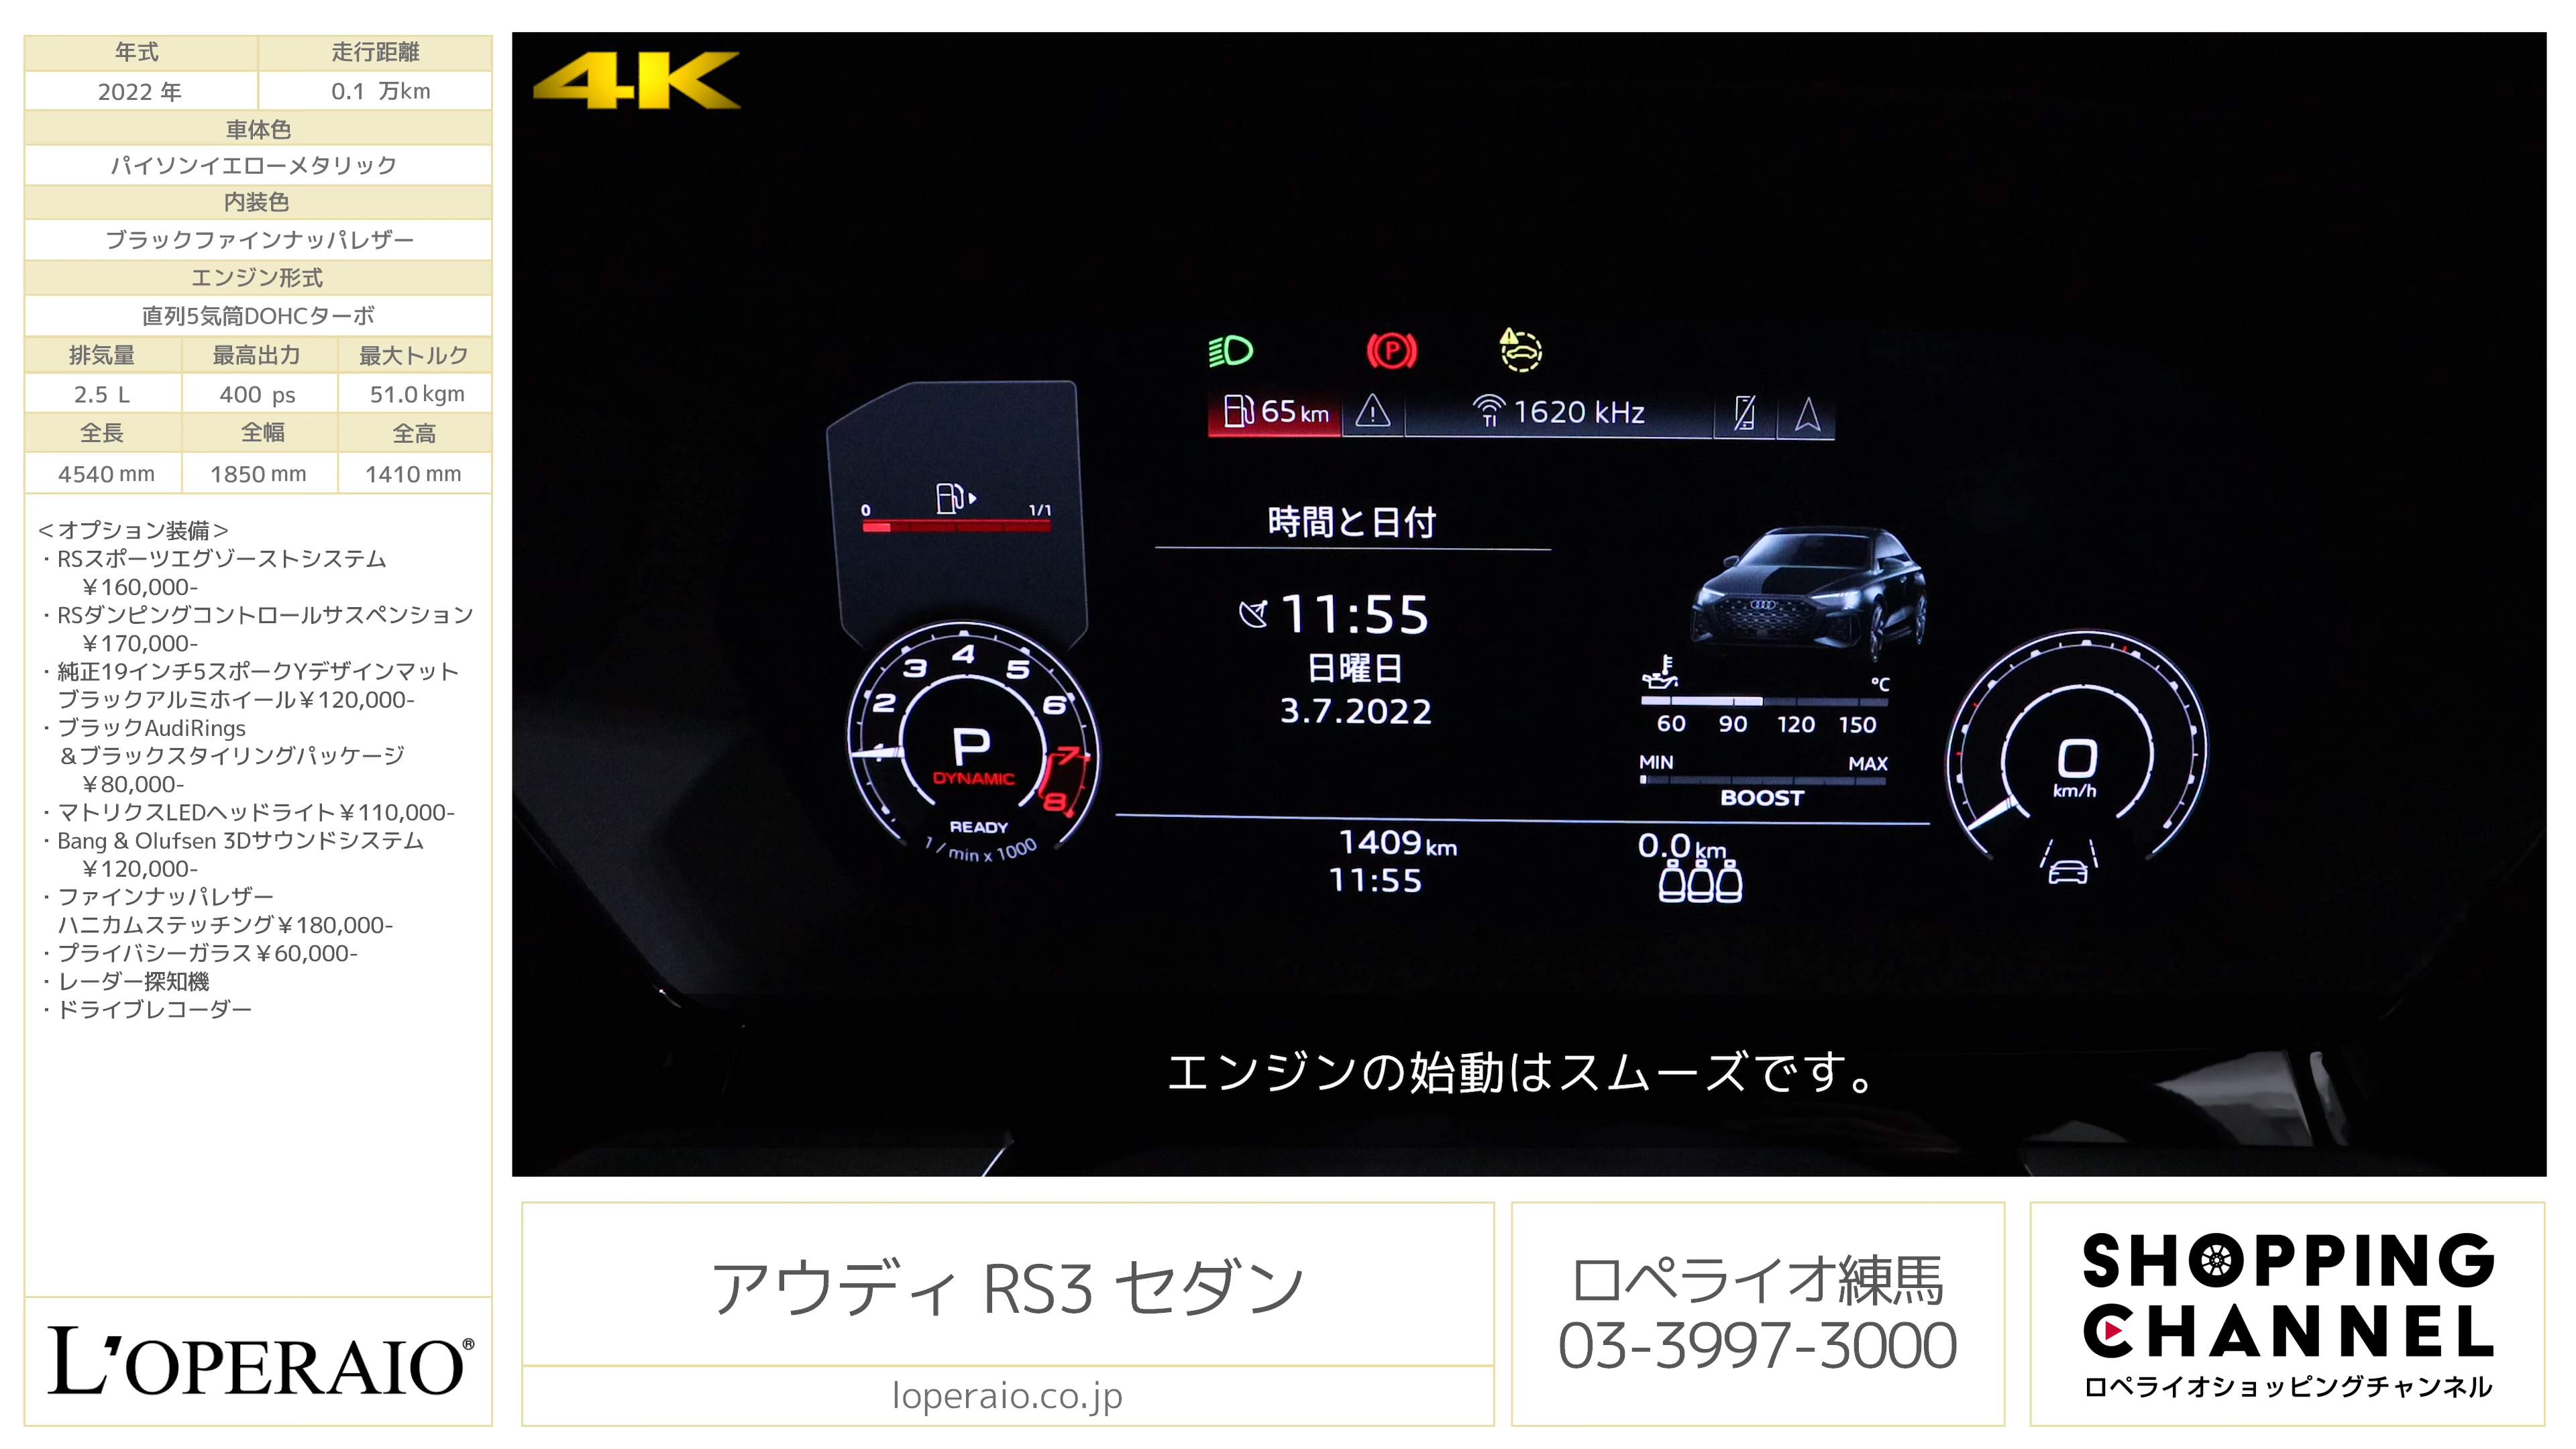 年式 走行距離
2022 年 0.1 万km
車体色
パイソンイエローメタリック
内装色
ブラックファインナッパレザー
エンジン形式
直列5気筒DOHCターボ
排気量 最高出力 最大トルク
2.5 L 400 ps 51.0 kgm
全長 全幅 全高
4540 mm 1850 mm 1410 mm
＜オプション装備＞
・RSスポーツエグゾーストシステム
￥160,000-
・RSダンピングコントロールサスペンション
￥170,000-
・純正19インチ5スポークYデザインマット
ブラックアルミホイール￥120,000-
・ブラックAudiRings
＆ブラックスタイリングパッケージ
￥80,000-
・マトリクスLEDヘッドライト￥110,000-
・Bang & Olufsen 3Dサウンドシステム
￥120,000-
・ファインナッパレザー
ハニカムステッチング￥180,000-
・プライバシーガラス￥60,000-
・レーダー探知機
・ドライブレコーダー
L'OPERAIO®
4K
P
65 km TI 1620 kHz
0 1/1
1 2 3 4 5 6 7 8
P
DYNAMIC
READY
1 / min x 1000
時間と日付
11:55
日曜日
3.7.2022
°C
60 90 120 150
MIN MAX
BOOST
1409 km 0.0 km
11:55
0
km/h
エンジンの始動はスムーズです。
アウディ RS3 セダン
loperaio.co.jp
ロペライオ練馬
03-3997-3000
SHOPPING
CHANNEL
ロペライオショッピングチャンネル